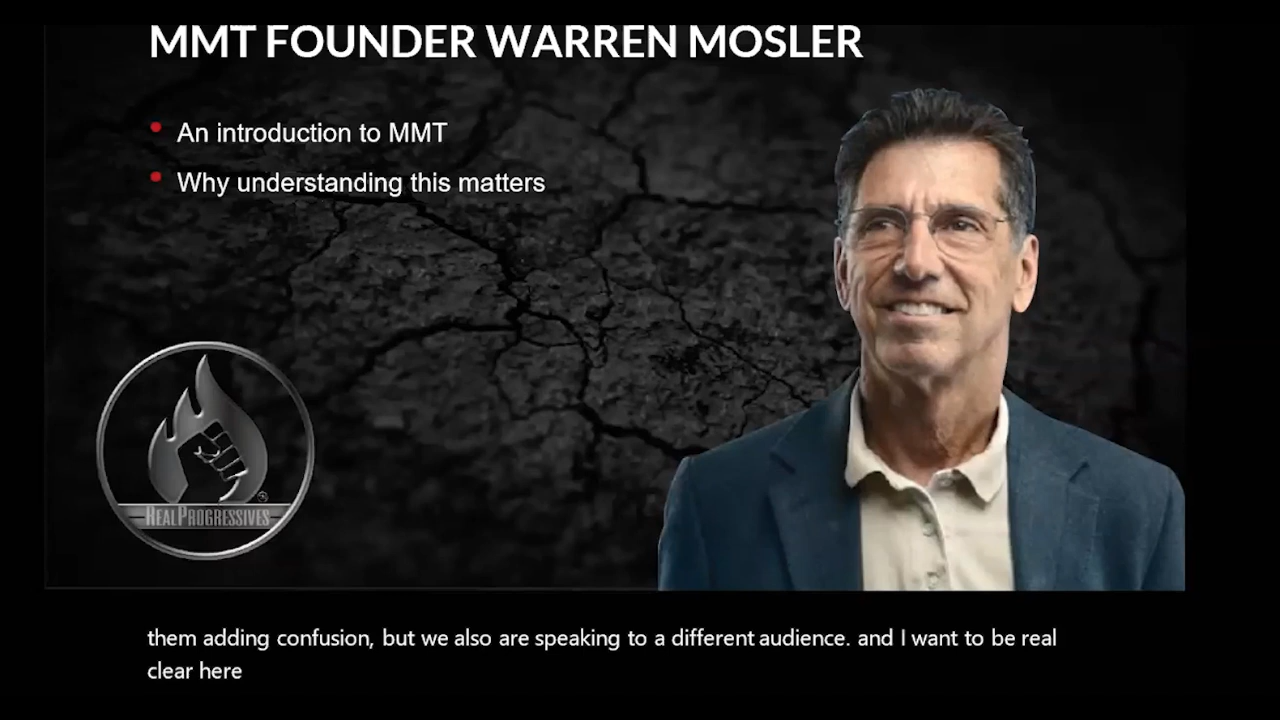 MMT FOUNDER WARREN MOSLER
An introduction to MMT
Why understanding this matters
REALPROGRESSIVES
®
them adding confusion, but we also are speaking to a different audience. and I want to be real
clear here